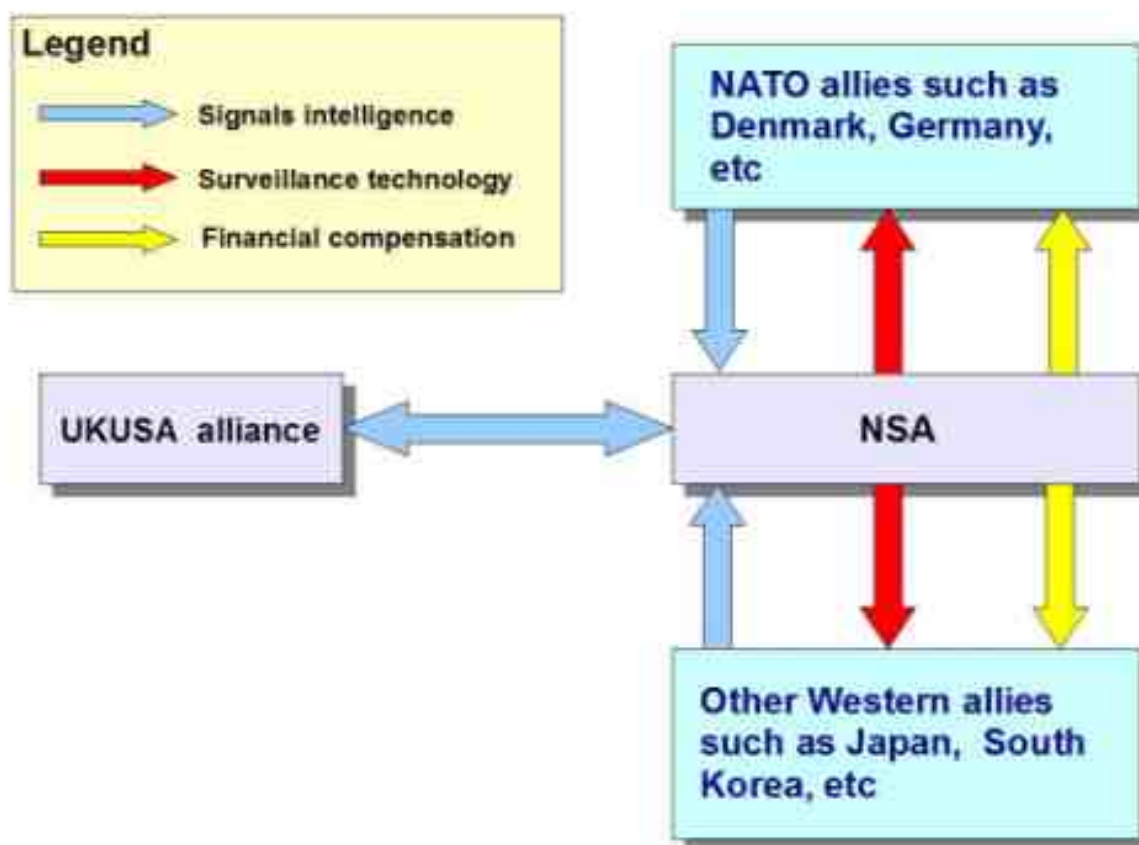 Legend
Signals intelligence
Surveillance technology
Financial compensation
NATO allies such as
Denmark, Germany,
etc
UKUSA alliance
NSA
Other Western allies
such as Japan, South
Korea, etc